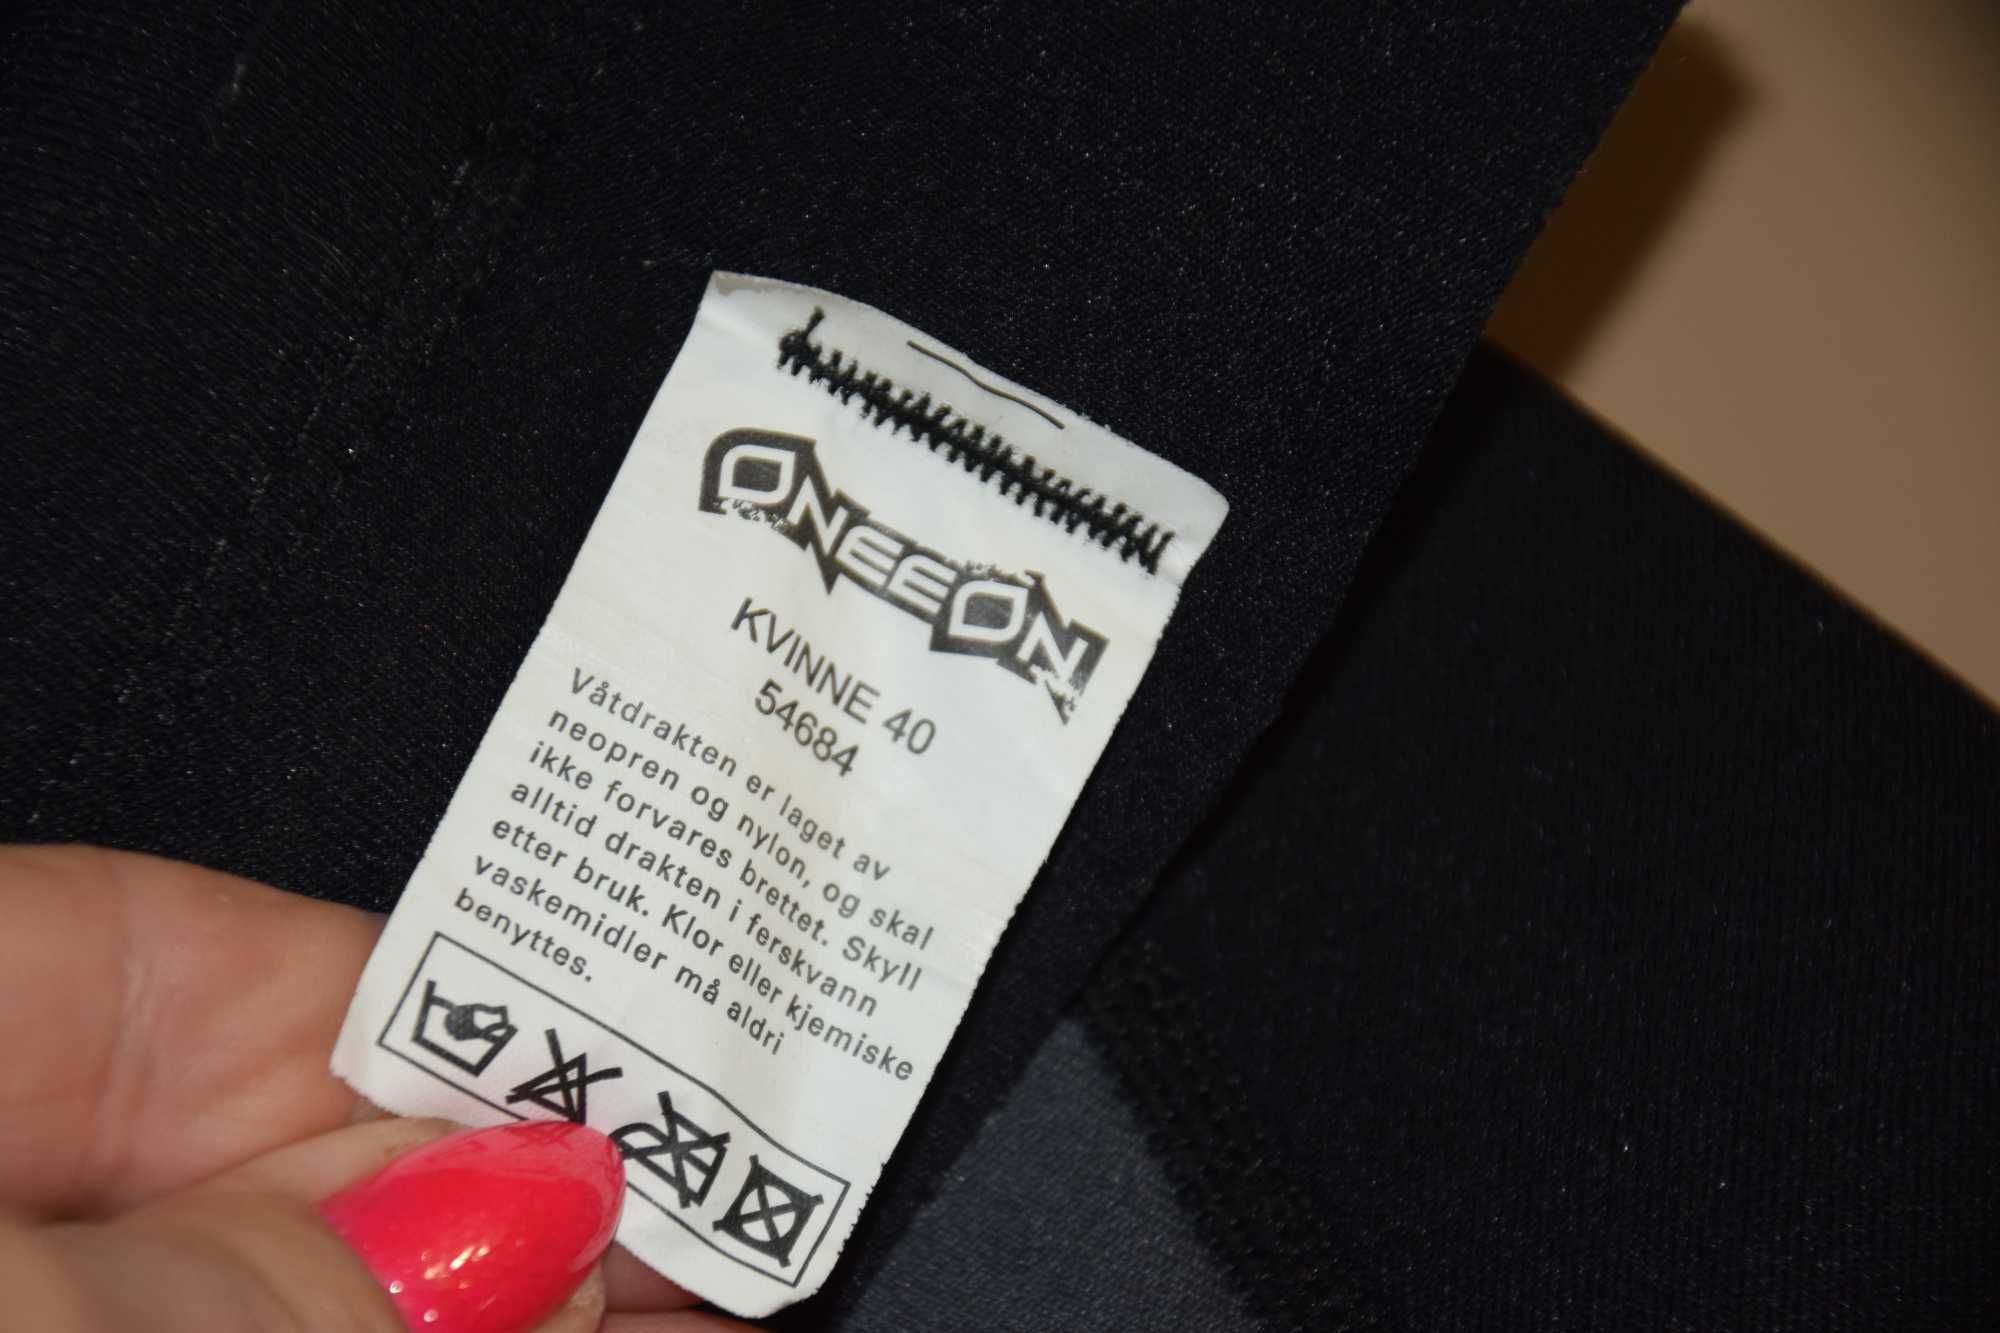 ONEEON
KVINNE 40
54684
Våtdrakten er laget av
neopren og nylon, og skal
ikke forvares brettet. Skyll
alltid drakten i ferskvann
etter bruk. Klor eller kjemiske
vaskemidler må aldri
benyttes.